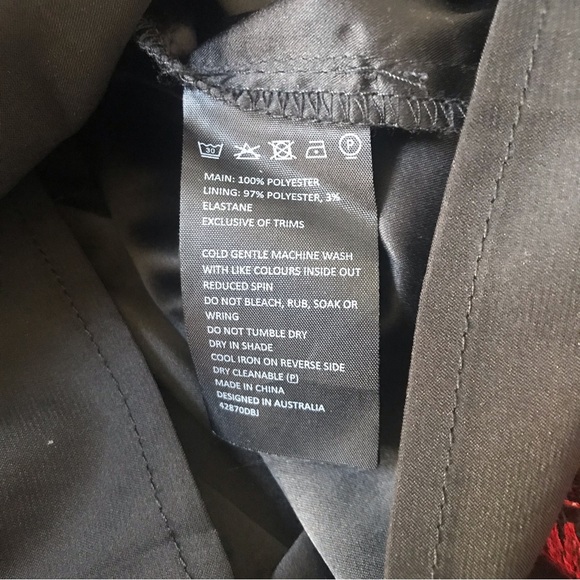 30
P
MAIN: 100% POLYESTER
LINING: 97% POLYESTER, 3%
ELASTANE
EXCLUSIVE OF TRIMS
COLD GENTLE MACHINE WASH
WITH LIKE COLOURS INSIDE OUT
REDUCED SPIN
DO NOT BLEACH, RUB, SOAK OR
WRING
DO NOT TUMBLE DRY
DRY IN SHADE
COOL IRON ON REVERSE SIDE
DRY CLEANABLE (P)
MADE IN CHINA
DESIGNED IN AUSTRALIA
42870DBJ